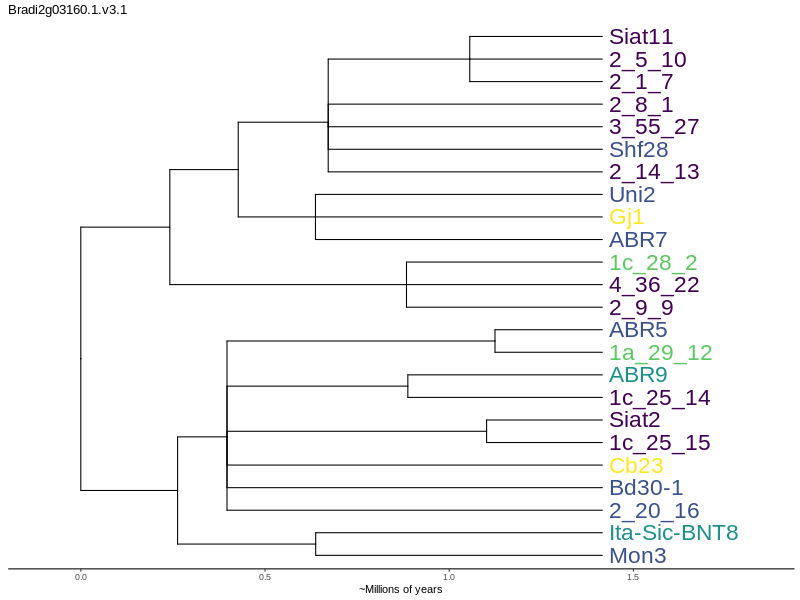 Bradi2g03160.1.v3.1
Siat11
2_5_10
2_1_7
2_8_1
3_55_27
Shf28
2_14_13
Uni2
Gj1
ABR7
1c_28_2
4_36_22
2_9_9
ABR5
1a_29_12
ABR9
1c_25_14
Siat2
1c_25_15
Cb23
Bd30-1
2_20_16
Ita-Sic-BNT8
Mon3
0.0 0.5 1.0 1.5
~Millions of years